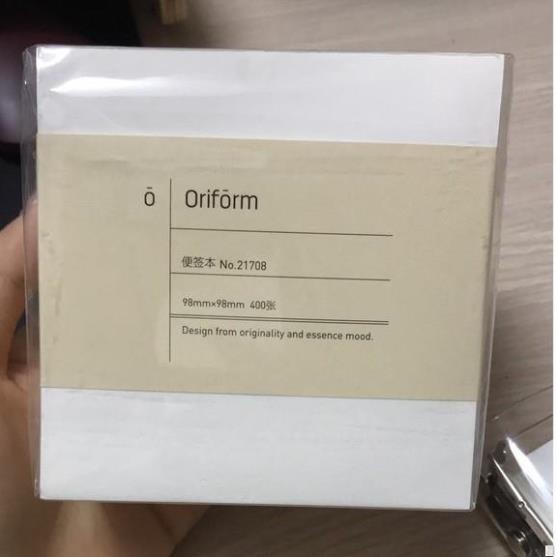 ō Orifōrm
便签本 No.21708
98mm×98mm 400张
Design from originality and essence mood.